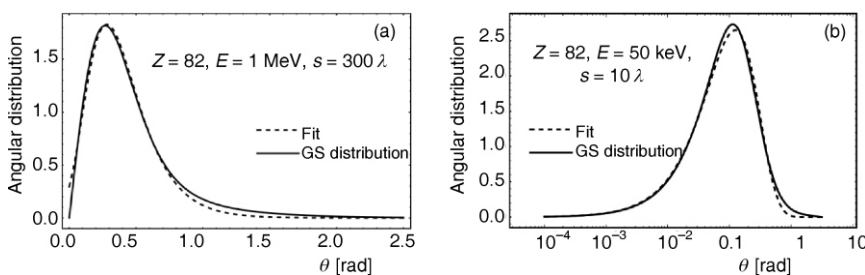 (a)
Z = 82, E = 1 MeV, s = 300 λ
Fit
GS distribution
Angular distribution
1.5
1.0
0.5
0.0
0.0 0.5 1.0 1.5 2.0 2.5
θ [rad]
(b)
Z = 82, E = 50 keV,
s = 10 λ
Fit
GS distribution
Angular distribution
2.5
2.0
1.5
1.0
0.5
0.0
10⁻⁴ 10⁻³ 10⁻² 0.1 1 10
θ [rad]